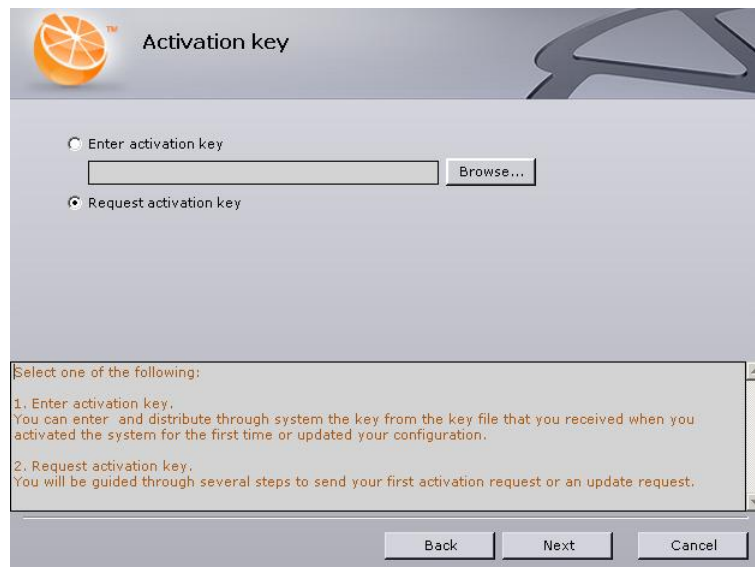 TM
Activation key
Enter activation key
Browse...
Request activation key
Select one of the following:
1. Enter activation key.
You can enter and distribute through system the key from the key file that you received when you
activated the system for the first time or updated your configuration.
2. Request activation key.
You will be guided through several steps to send your first activation request or an update request.
Back Next Cancel